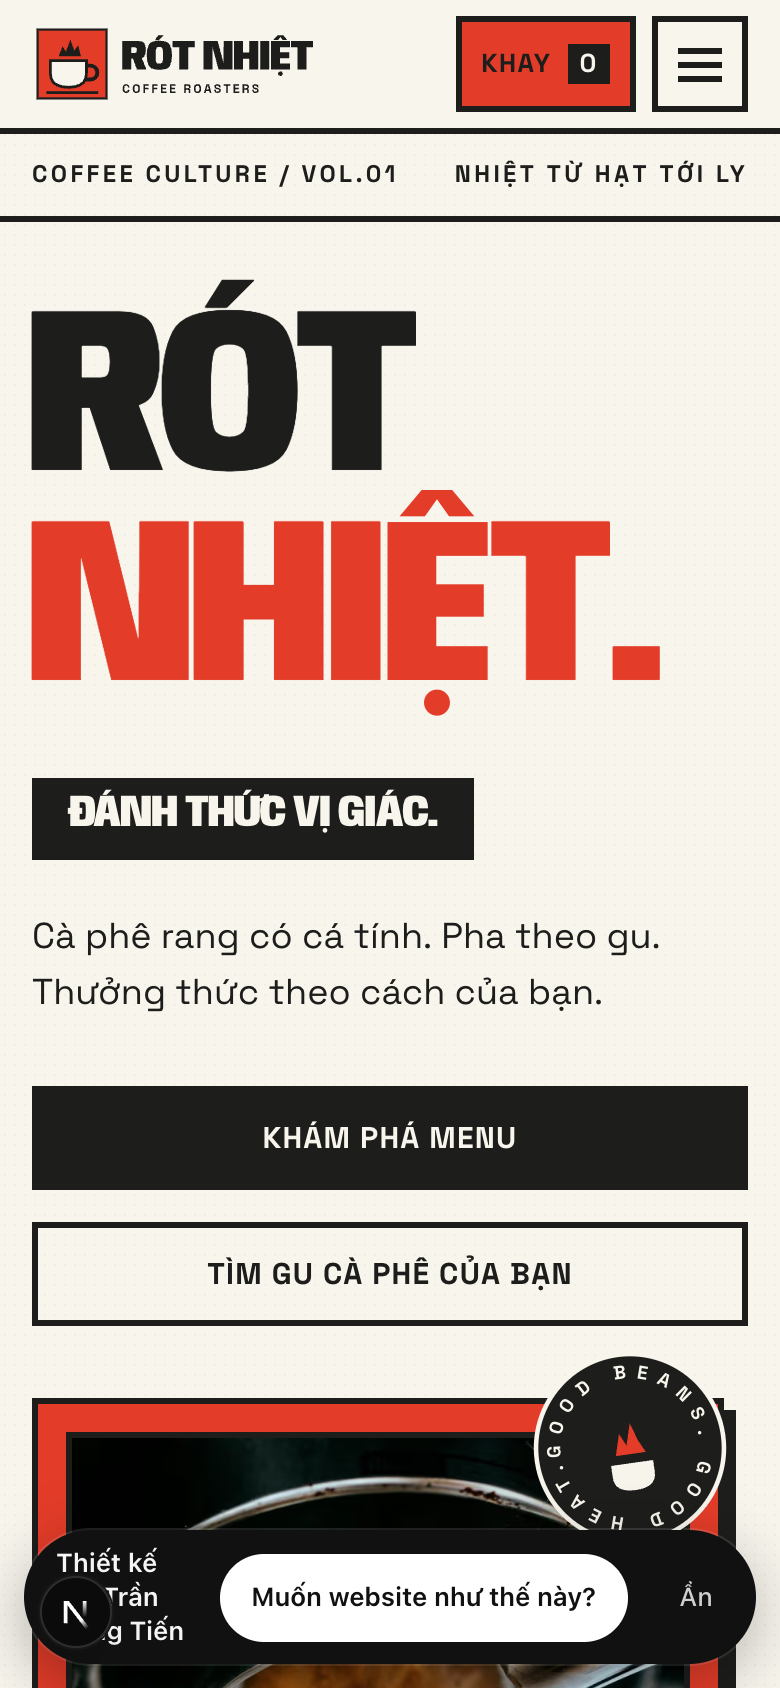 RÓT NHIỆT
COFFEE ROASTERS
KHAY 0
COFFEE CULTURE / VOL.01
NHIỆT TỪ HẠT TỚI LY
RÓT
NHIỆT.
ĐÁNH THỨC VỊ GIÁC.
Cà phê rang có cá tính. Pha theo gu.
Thưởng thức theo cách của bạn.
KHÁM PHÁ MENU
TÌM GU CÀ PHÊ CỦA BẠN
GOOD BEANS. GOOD HEAT.
Thiết kế
Trần
Tiến
N
Muốn website như thế này?
Ẩn